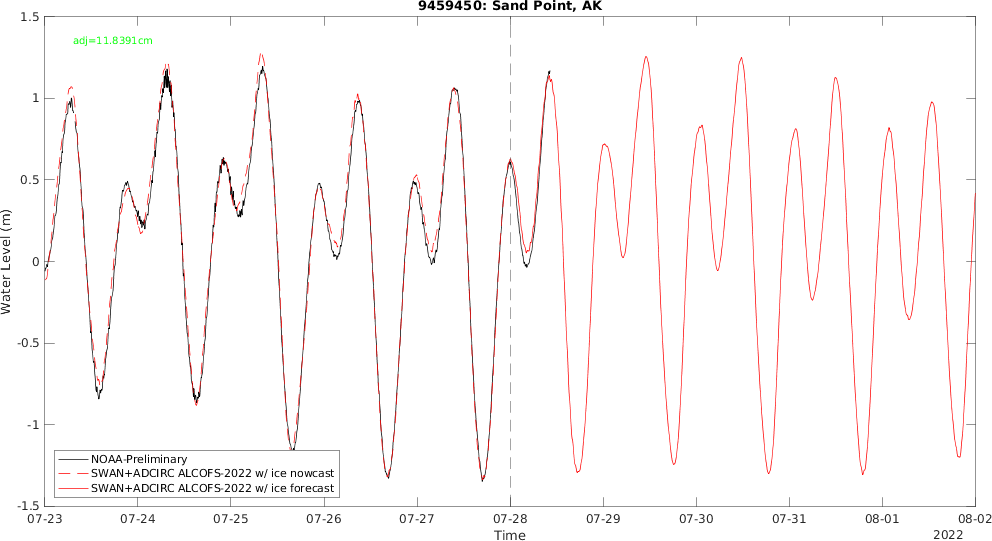 9459450: Sand Point, AK
adj=11.8391cm
Water Level (m)
1.5
1
0.5
0
-0.5
-1
-1.5
NOAA-Preliminary
SWAN+ADCIRC ALCOFS-2022 w/ ice nowcast
SWAN+ADCIRC ALCOFS-2022 w/ ice forecast
07-23 07-24 07-25 07-26 07-27 07-28 07-29 07-30 07-31 08-01 08-02
Time
2022